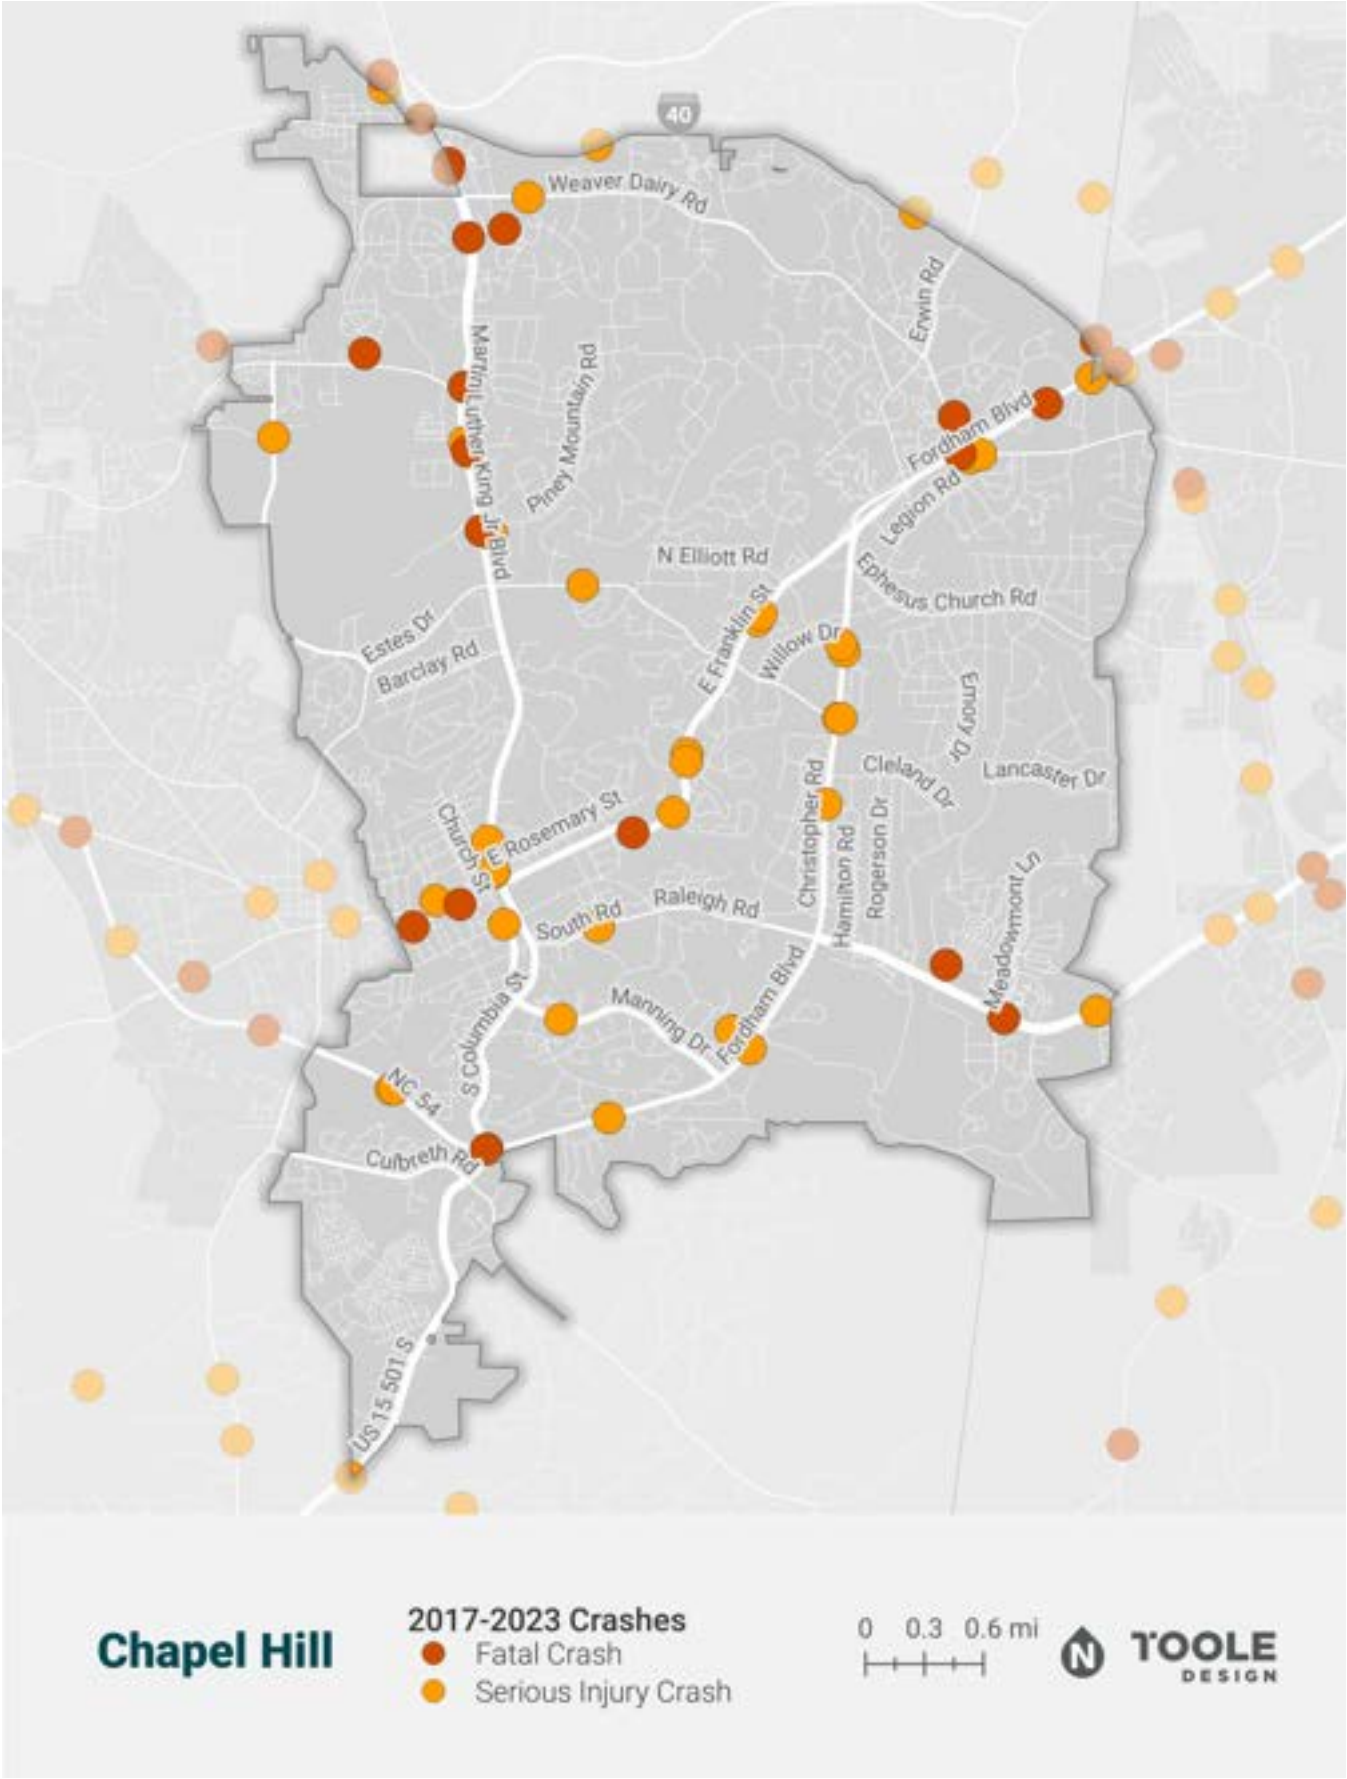 40
Weaver Dairy Rd
Erwin Rd
Martin Luther King Jr Blvd
Piney Mountain Rd
Fordham Blvd
Legion Rd
N Elliott Rd
Ephesus Church Rd
E Franklin St
Estes Dr
Willow Dr
Barclay Rd
Emory Dr
Cleland Dr
Lancaster Dr
Christopher Rd
E Rosemary St
Church St
Rogerson Dr
Hamilton Rd
Meadowmont Ln
Raleigh Rd
South Rd
S Columbia St
Manning Dr
Fordham Blvd
NC 54
Culbreth Rd
US 15 501 S
Chapel Hill
2017-2023 Crashes
Fatal Crash
Serious Injury Crash
0 0.3 0.6 mi
N
TOOLE
DESIGN